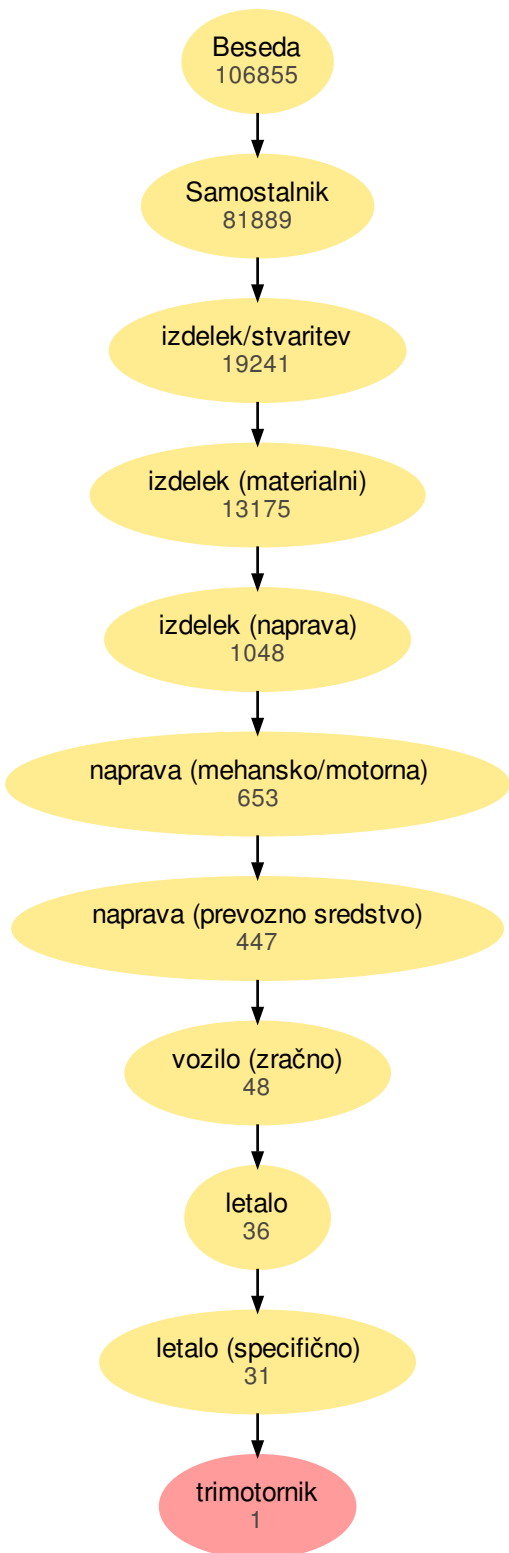 Beseda
106855
Samostalnik
81889
izdelek/stvaritev
19241
izdelek (materialni)
13175
izdelek (naprava)
1048
naprava (mehansko/motorna)
653
naprava (prevozno sredstvo)
447
vozilo (zračno)
48
letalo
36
letalo (specifično)
31
trimotornik
1